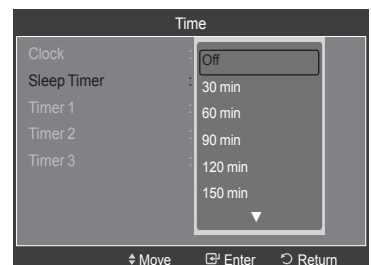 Time
Clock :
Off
Sleep Timer :
30 min
Timer 1 :
60 min
Timer 2 :
90 min
Timer 3 :
120 min
150 min
▼
Move Enter Return